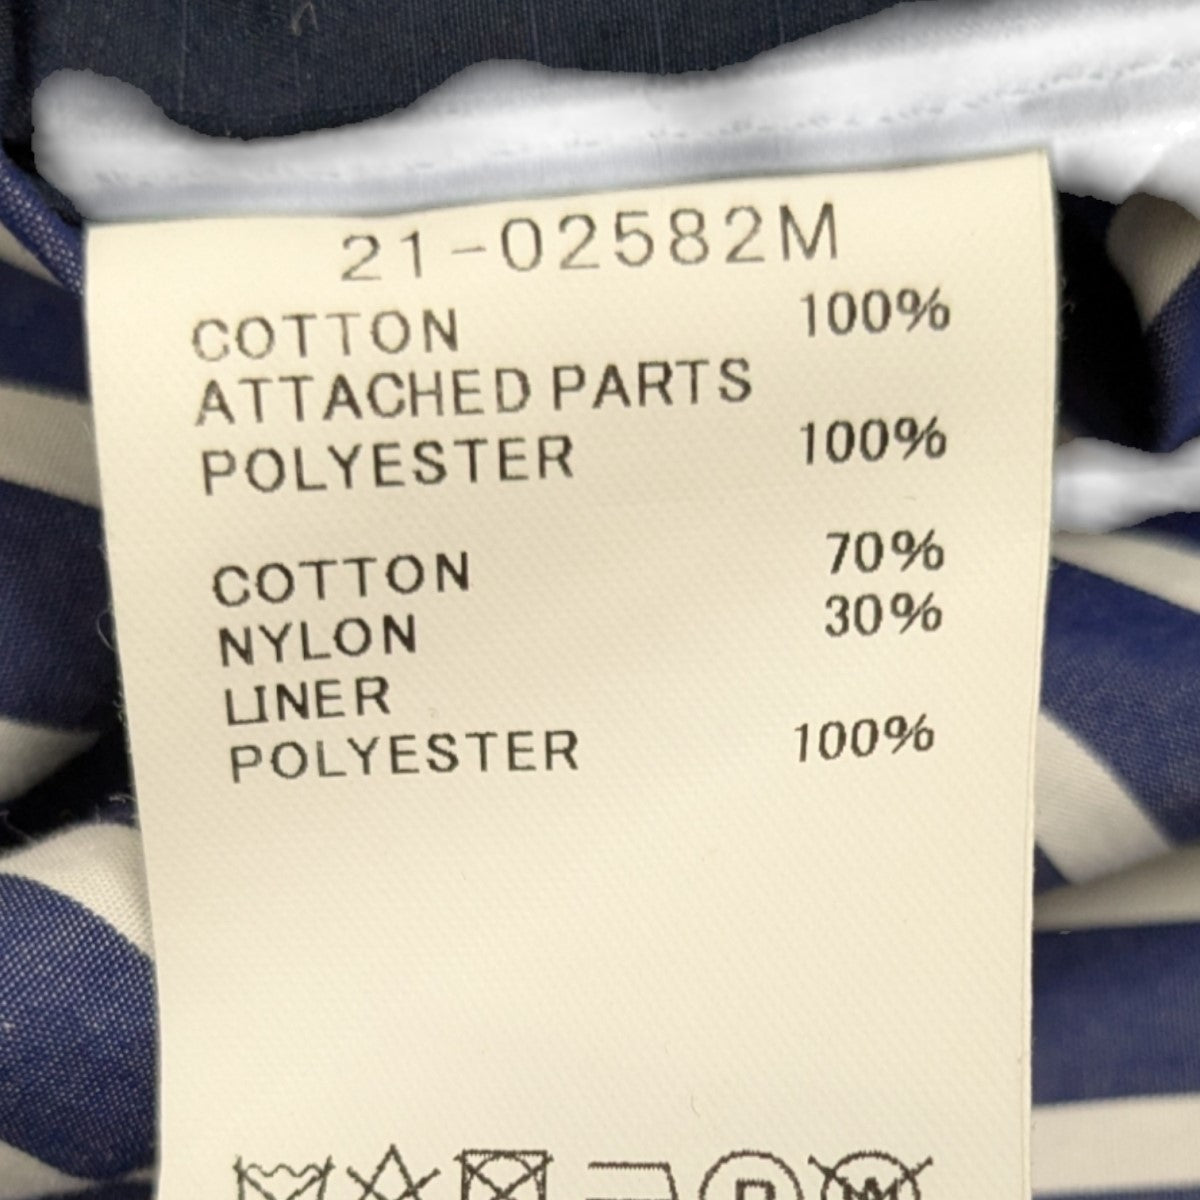 21-02582M
COTTON 100%
ATTACHED PARTS
POLYESTER 100%
COTTON 70%
NYLON 30%
LINER
POLYESTER 100%
P
W